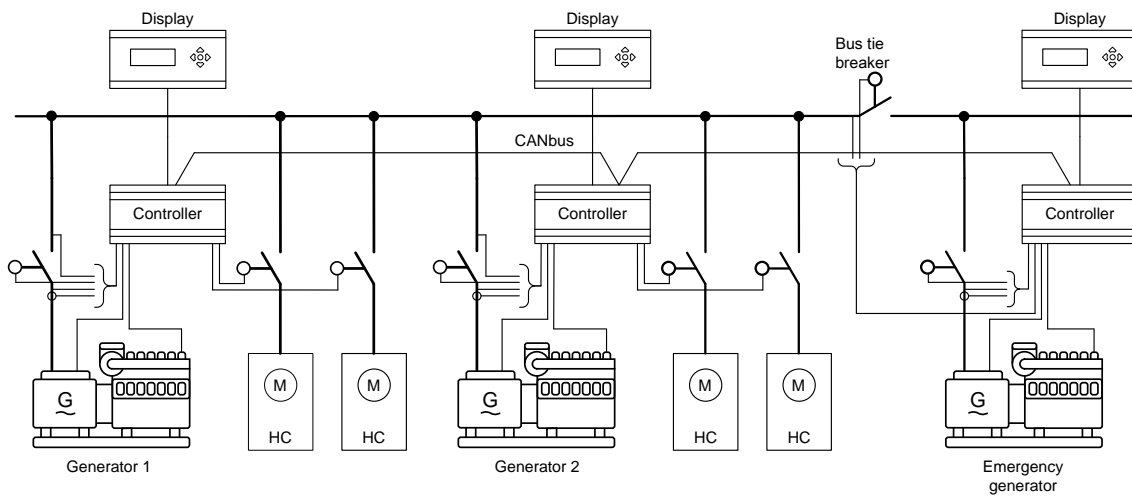 Display
Display
Display
Bus tie
breaker
CANbus
Controller
Controller
Controller
M
M
M
M
G
G
G
HC
HC
HC
HC
Generator 1
Generator 2
Emergency
generator